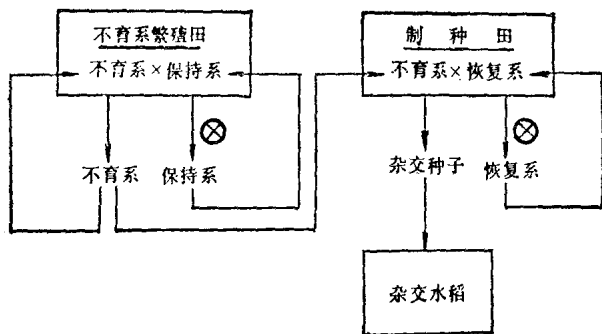 不育系繁殖田
不育系×保持系
不育系
保持系
制种田
不育系×恢复系
杂交种子
恢复系
杂交水稻